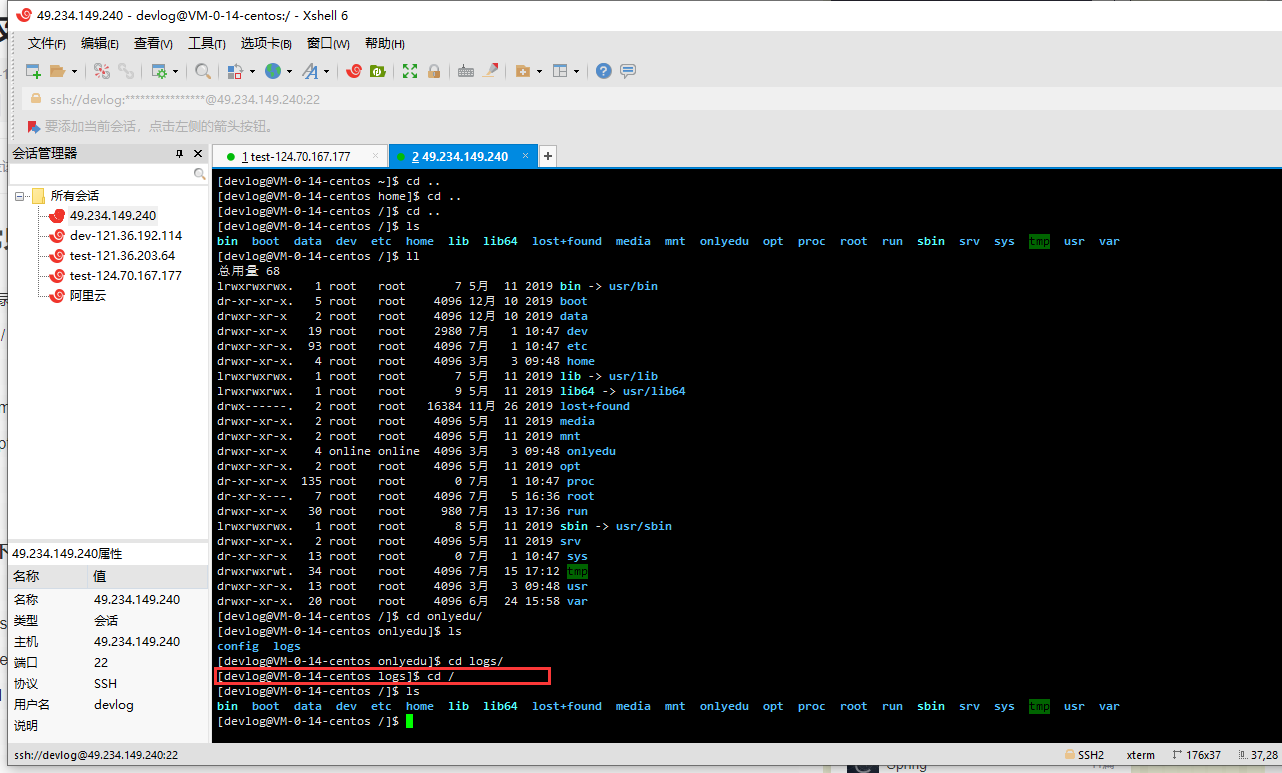 49.234.149.240 - devlog@VM-0-14-centos:/ - Xshell 6
文件(F) 编辑(E) 查看(V) 工具(T) 选项卡(B) 窗口(W) 帮助(H)
ssh://devlog:****************@49.234.149.240:22
要添加当前会话，点击左侧的箭头按钮。
会话管理器
1 test-124.70.167.177 × 2 49.234.149.240 × +
所有会话
49.234.149.240
dev-121.36.192.114
test-121.36.203.64
test-124.70.167.177
阿里云
49.234.149.240属性
名称 值
名称 49.234.149.240
类型 会话
主机 49.234.149.240
端口 22
协议 SSH
用户名 devlog
说明
[devlog@VM-0-14-centos ~]$ cd ..
[devlog@VM-0-14-centos home]$ cd ..
[devlog@VM-0-14-centos /]$ cd ..
[devlog@VM-0-14-centos /]$ ls
bin boot data dev etc home lib lib64 lost+found media mnt onlyedu opt proc root run sbin srv sys tmp usr var
[devlog@VM-0-14-centos /]$ ll
总用量 68
lrwxrwxrwx. 1 root root 7 5月 11 2019 bin -> usr/bin
dr-xr-xr-x. 5 root root 4096 12月 10 2019 boot
drwxr-xr-x 2 root root 4096 12月 10 2019 data
drwxr-xr-x 19 root root 2980 7月 1 10:47 dev
drwxr-xr-x. 93 root root 4096 7月 1 10:47 etc
drwxr-xr-x. 4 root root 4096 3月 3 09:48 home
lrwxrwxrwx. 1 root root 7 5月 11 2019 lib -> usr/lib
lrwxrwxrwx. 1 root root 9 5月 11 2019 lib64 -> usr/lib64
drwx------. 2 root root 16384 11月 26 2019 lost+found
drwxr-xr-x. 2 root root 4096 5月 11 2019 media
drwxr-xr-x. 2 root root 4096 5月 11 2019 mnt
drwxr-xr-x 4 online online 4096 3月 3 09:48 onlyedu
drwxr-xr-x. 2 root root 4096 5月 11 2019 opt
dr-xr-xr-x 135 root root 0 7月 1 10:47 proc
dr-xr-x---. 7 root root 4096 7月 5 16:36 root
drwxr-xr-x 30 root root 980 7月 13 17:36 run
lrwxrwxrwx. 1 root root 8 5月 11 2019 sbin -> usr/sbin
drwxr-xr-x. 2 root root 4096 5月 11 2019 srv
dr-xr-xr-x 13 root root 0 7月 1 10:47 sys
drwxrwxrwt. 34 root root 4096 7月 15 17:12 tmp
drwxr-xr-x. 13 root root 4096 3月 3 09:48 usr
drwxr-xr-x. 20 root root 4096 6月 24 15:58 var
[devlog@VM-0-14-centos /]$ cd onlyedu/
[devlog@VM-0-14-centos onlyedu]$ ls
config logs
[devlog@VM-0-14-centos onlyedu]$ cd logs/
[devlog@VM-0-14-centos logs]$ cd /
[devlog@VM-0-14-centos /]$ ls
bin boot data dev etc home lib lib64 lost+found media mnt onlyedu opt proc root run sbin srv sys tmp usr var
[devlog@VM-0-14-centos /]$
ssh://devlog@49.234.149.240:22 SSH2 xterm 176x37 37,28